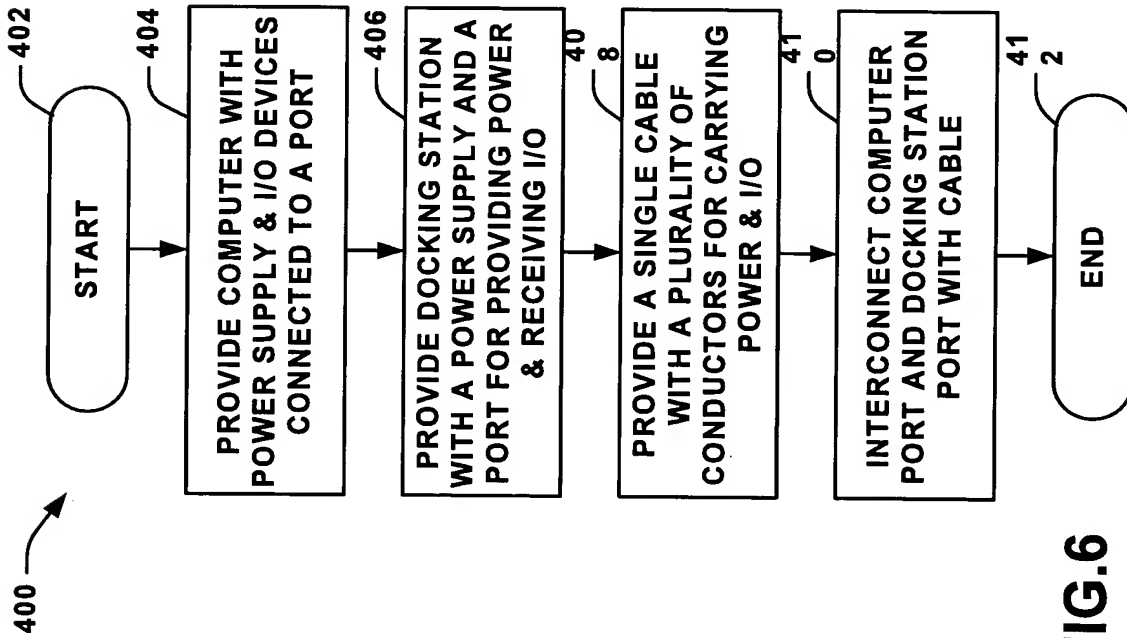 400
402
START
404
PROVIDE COMPUTER WITH
POWER SUPPLY & I/O DEVICES
CONNECTED TO A PORT
406
PROVIDE DOCKING STATION
WITH A POWER SUPPLY AND A
PORT FOR PROVIDING POWER
& RECEIVING I/O
40
8
PROVIDE A SINGLE CABLE
WITH A PLURALITY OF
CONDUCTORS FOR CARRYING
POWER & I/O
41
0
INTERCONNECT COMPUTER
PORT AND DOCKING STATION
PORT WITH CABLE
41
2
END
IG.6